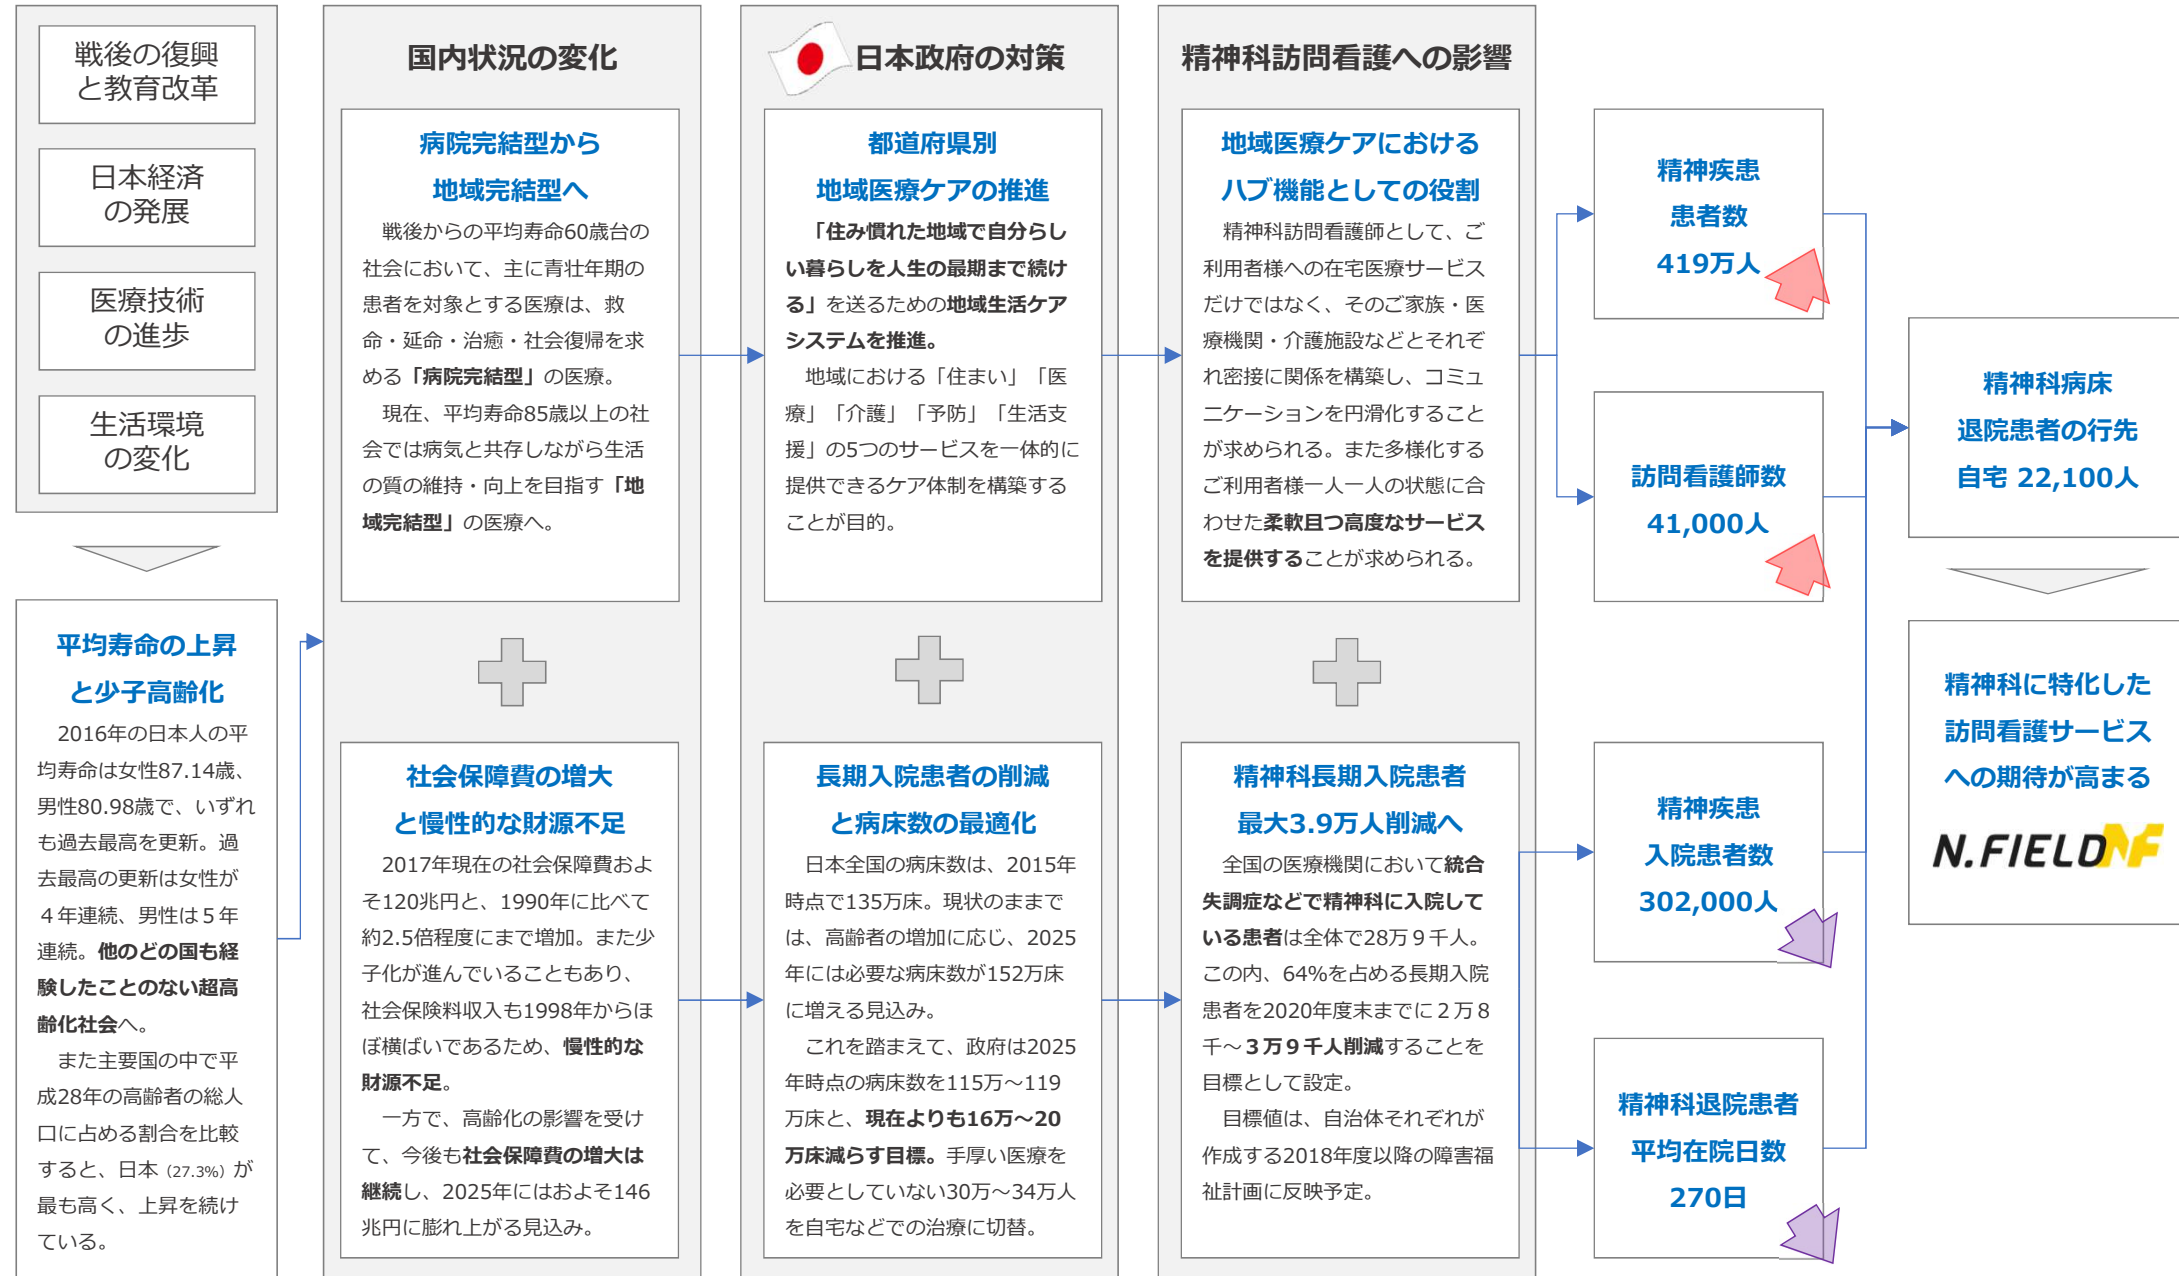 戦後の復興
と教育改革
日本経済
の発展
医療技術
の進歩
生活環境
の変化
平均寿命の上昇
と少子高齢化
2016年の日本人の平
均寿命は女性87.14歳、
男性80.98歳で、いずれ
も過去最高を更新。過
去最高の更新は女性が
４年連続、男性は５年
連続。他のどの国も経
験したことのない超高
齢化社会へ。
また主要国の中で平
成28年の高齢者の総人
口に占める割合を比較
すると、日本（27.3%）が
最も高く、上昇を続け
ている。
国内状況の変化
病院完結型から
地域完結型へ
戦後からの平均寿命60歳台の
社会において、主に青壮年期の
患者を対象とする医療は、救
命・延命・治癒・社会復帰を求
める「病院完結型」の医療。
現在、平均寿命85歳以上の社
会では病気と共存しながら生活
の質の維持・向上を目指す「地
域完結型」の医療へ。
社会保障費の増大
と慢性的な財源不足
2017年現在の社会保障費およ
そ120兆円と、1990年に比べて
約2.5倍程度にまで増加。また少
子化が進んでいることもあり、
社会保険料収入も1998年からほ
ぼ横ばいであるため、慢性的な
財源不足。
一方で、高齢化の影響を受け
て、今後も社会保障費の増大は
継続し、2025年にはおよそ146
兆円に膨れ上がる見込み。
日本政府の対策
都道府県別
地域医療ケアの推進
「住み慣れた地域で自分らし
い暮らしを人生の最期まで続け
る」を送るための地域生活ケア
システムを推進。
地域における「住まい」「医
療」「介護」「予防」「生活支
援」の5つのサービスを一体的に
提供できるケア体制を構築する
ことが目的。
長期入院患者の削減
と病床数の最適化
日本全国の病床数は、2015年
時点で135万床。現状のままで
は、高齢者の増加に応じ、2025
年には必要な病床数が152万床
に増える見込み。
これを踏まえて、政府は2025
年時点の病床数を115万～119
万床と、現在よりも16万～20
万床減らす目標。手厚い医療を
必要としていない30万～34万人
を自宅などでの治療に切替。
精神科訪問看護への影響
地域医療ケアにおける
ハブ機能としての役割
精神科訪問看護師として、ご
利用者様への在宅医療サービス
だけではなく、そのご家族・医
療機関・介護施設などとそれぞ
れ密接に関係を構築し、コミュ
ニケーションを円滑化すること
が求められる。また多様化する
ご利用者様一人一人の状態に合
わせた柔軟且つ高度なサービス
を提供することが求められる。
精神科長期入院患者
最大3.9万人削減へ
全国の医療機関において統合
失調症などで精神科に入院して
いる患者は全体で28万９千人。
この内、64%を占める長期入院
患者を2020年度末までに２万８
千～３万９千人削減することを
目標として設定。
目標値は、自治体それぞれが
作成する2018年度以降の障害福
祉計画に反映予定。
精神疾患
患者数
419万人
訪問看護師数
41,000人
精神疾患
入院患者数
302,000人
精神科退院患者
平均在院日数
270日
精神科病床
退院患者の行先
自宅 22,100人
精神科に特化した
訪問看護サービス
への期待が高まる
N.FIELD NF